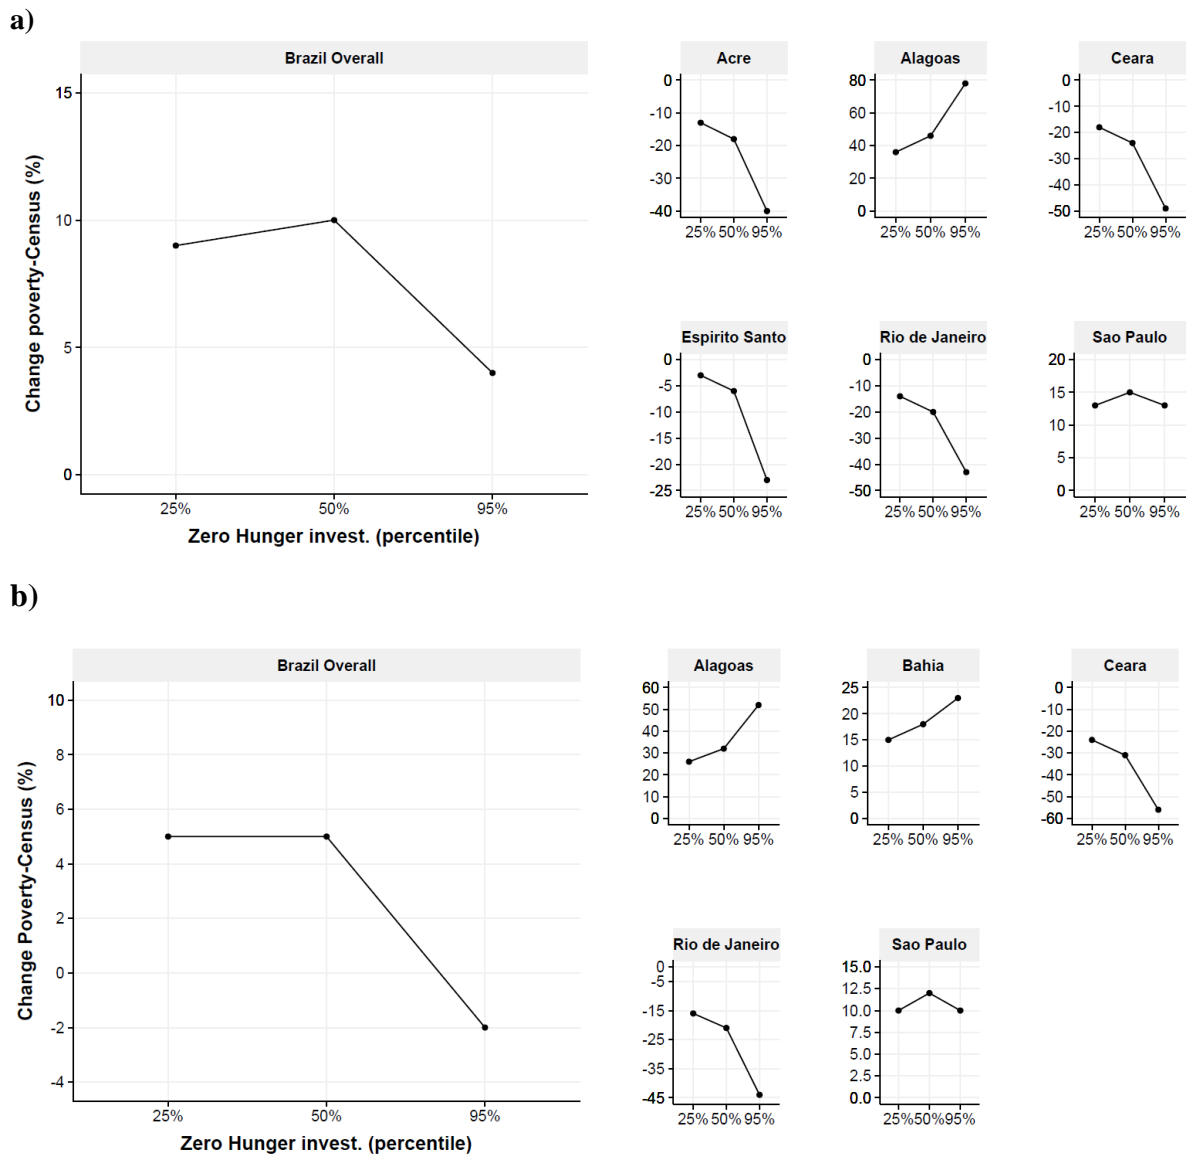 a)
Brazil Overall
Change poverty-Census (%)
15
10
5
0
25% 50% 95%
Zero Hunger invest. (percentile)
Acre
0
-10
-20
-30
-40
25% 50% 95%
Alagoas
80
60
40
20
0
25% 50% 95%
Ceara
0
-10
-20
-30
-40
-50
25% 50% 95%
Espirito Santo
0
-5
-10
-15
-20
-25
25% 50% 95%
Rio de Janeiro
0
-10
-20
-30
-40
-50
25% 50% 95%
Sao Paulo
20
15
10
5
0
25% 50% 95%
b)
Brazil Overall
Change Poverty-Census (%)
10
8
6
4
2
0
-2
-4
25% 50% 95%
Zero Hunger invest. (percentile)
Alagoas
60
50
40
30
20
10
0
25% 50% 95%
Bahia
25
20
15
10
5
0
25% 50% 95%
Ceara
0
-10
-20
-30
-40
-50
-60
25% 50% 95%
Rio de Janeiro
0
-5
-15
-25
-35
-45
25% 50% 95%
Sao Paulo
15.0
12.5
10.0
7.5
5.0
2.5
0.0
25% 50% 95%